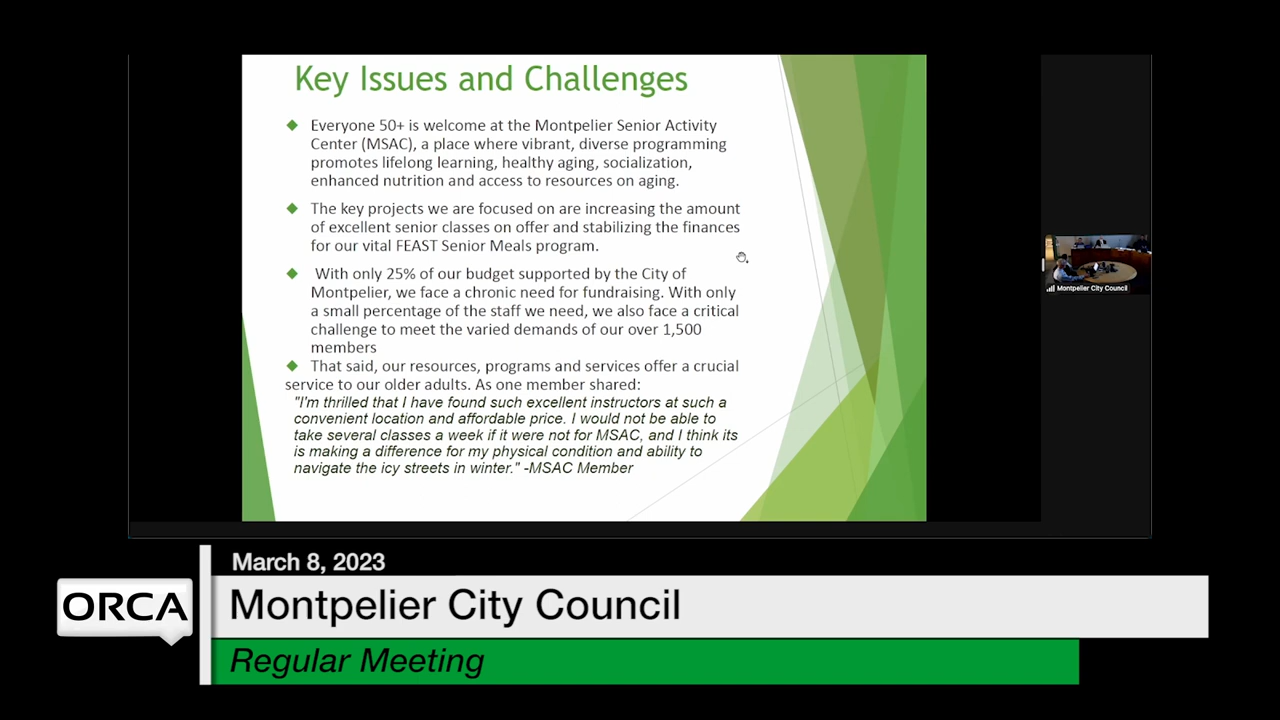 Key Issues and Challenges
Everyone 50+ is welcome at the Montpelier Senior Activity
Center (MSAC), a place where vibrant, diverse programming
promotes lifelong learning, healthy aging, socialization,
enhanced nutrition and access to resources on aging.
The key projects we are focused on are increasing the amount
of excellent senior classes on offer and stabilizing the finances
for our vital FEAST Senior Meals program.
With only 25% of our budget supported by the City of
Montpelier, we face a chronic need for fundraising. With only
a small percentage of the staff we need, we also face a critical
challenge to meet the varied demands of our over 1,500
members
That said, our resources, programs and services offer a crucial
service to our older adults. As one member shared:
"I'm thrilled that I have found such excellent instructors at such a
convenient location and affordable price. I would not be able to
take several classes a week if it were not for MSAC, and I think its
is making a difference for my physical condition and ability to
navigate the icy streets in winter." -MSAC Member
Montpelier City Council
March 8, 2023
ORCA
Montpelier City Council
Regular Meeting